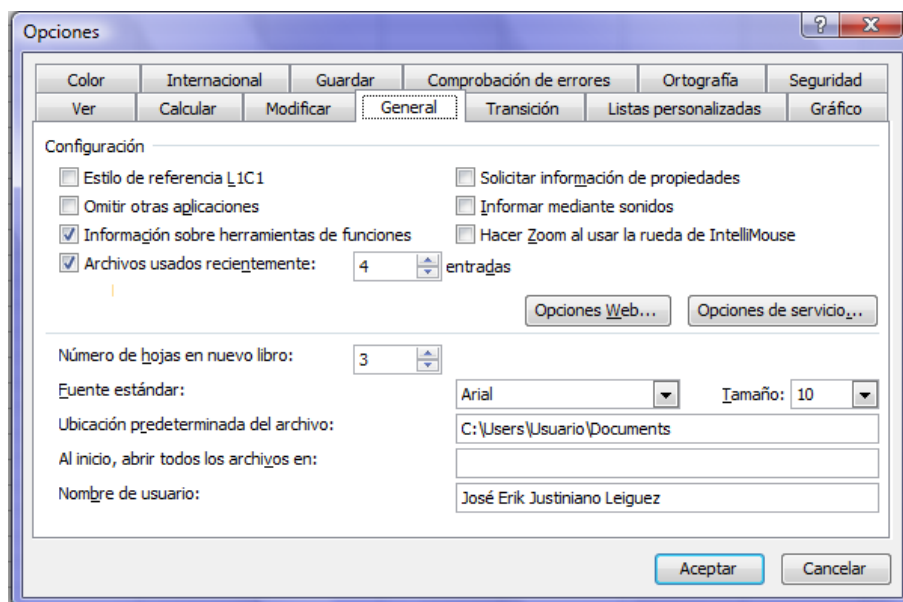 Opciones
Color Internacional Guardar Comprobación de errores Ortografía Seguridad
Ver Calcular Modificar General Transición Listas personalizadas Gráfico
Configuración
Estilo de referencia L1C1 Solicitar información de propiedades
Omitir otras aplicaciones Informar mediante sonidos
Información sobre herramientas de funciones Hacer Zoom al usar la rueda de IntelliMouse
Archivos usados recientemente: 4 entradas
Opciones Web... Opciones de servicio...
Número de hojas en nuevo libro: 3
Fuente estándar: Arial Tamaño: 10
Ubicación predeterminada del archivo: C:\Users\Usuario\Documents
Al inicio, abrir todos los archivos en:
Nombre de usuario: José Erik Justiniano Leiguez
Aceptar Cancelar